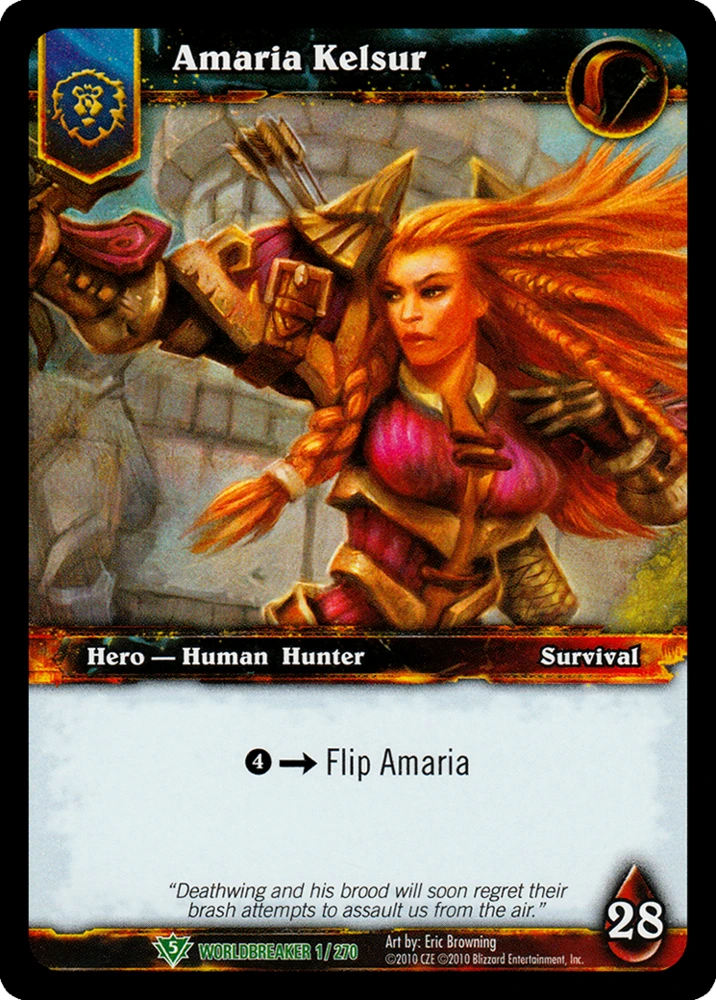 Amaria Kelsur
Hero — Human Hunter
Survival
4 → Flip Amaria
“Deathwing and his brood will soon regret their
brash attempts to assault us from the air.”
28
5
WORLDBREAKER 1/270
Art by: Eric Browning
©2010 CZE ©2010 Blizzard Entertainment, Inc.